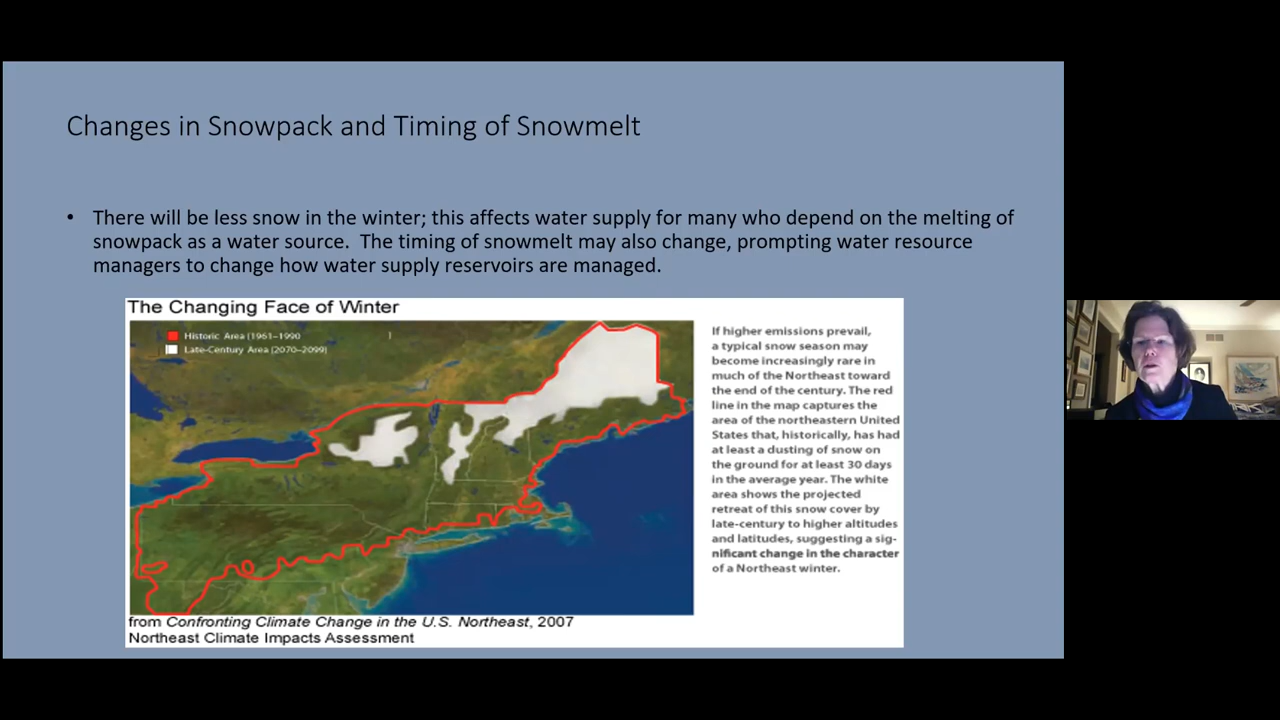 Changes in Snowpack and Timing of Snowmelt
• There will be less snow in the winter; this affects water supply for many who depend on the melting of
snowpack as a water source.  The timing of snowmelt may also change, prompting water resource
managers to change how water supply reservoirs are managed.
The Changing Face of Winter
Historic Area (1961–1990
Late-Century Area (2070–2099)
If higher emissions prevail,
a typical snow season may
become increasingly rare in
much of the Northeast toward
the end of the century. The red
line in the map captures the
area of the northeastern United
States that, historically, has had
at least a dusting of snow on
the ground for at least 30 days
in the average year. The white
area shows the projected
retreat of this snow cover by
late-century to higher altitudes
and latitudes, suggesting a sig-
nificant change in the character
of a Northeast winter.
from Confronting Climate Change in the U.S. Northeast, 2007
Northeast Climate Impacts Assessment